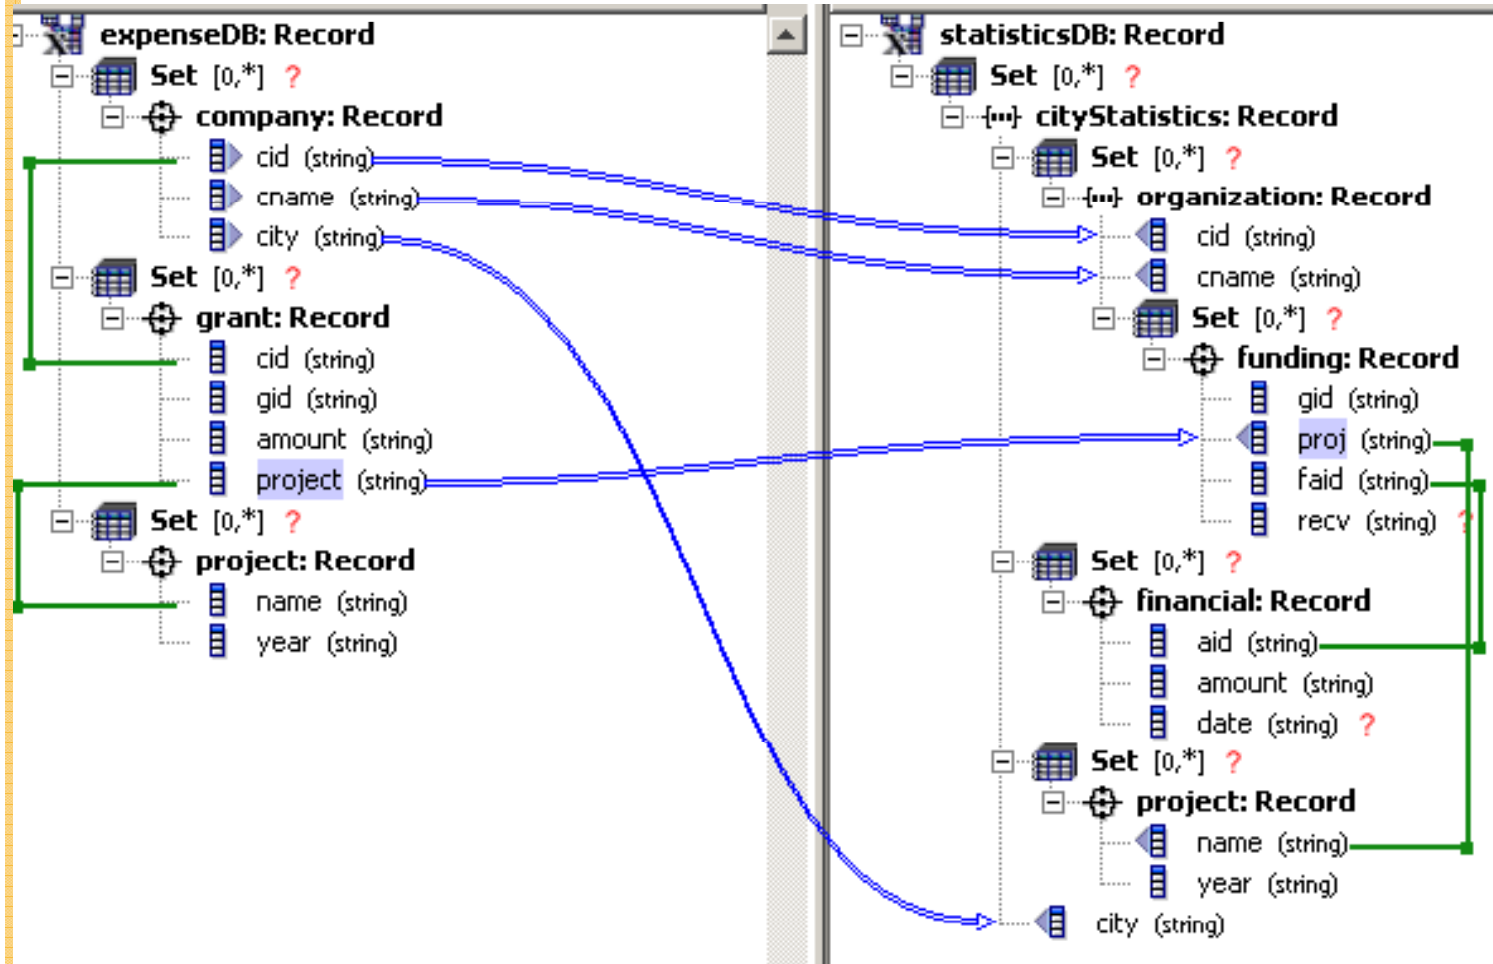 expenseDB: Record
Set [0,*] ?
company: Record
cid (string)
cname (string)
city (string)
Set [0,*] ?
grant: Record
cid (string)
gid (string)
amount (string)
project (string)
Set [0,*] ?
project: Record
name (string)
year (string)
statisticsDB: Record
Set [0,*] ?
cityStatistics: Record
Set [0,*] ?
organization: Record
cid (string)
cname (string)
Set [0,*] ?
funding: Record
gid (string)
proj (string)
faid (string)
recv (string) ?
Set [0,*] ?
financial: Record
aid (string)
amount (string)
date (string) ?
Set [0,*] ?
project: Record
name (string)
year (string)
city (string)